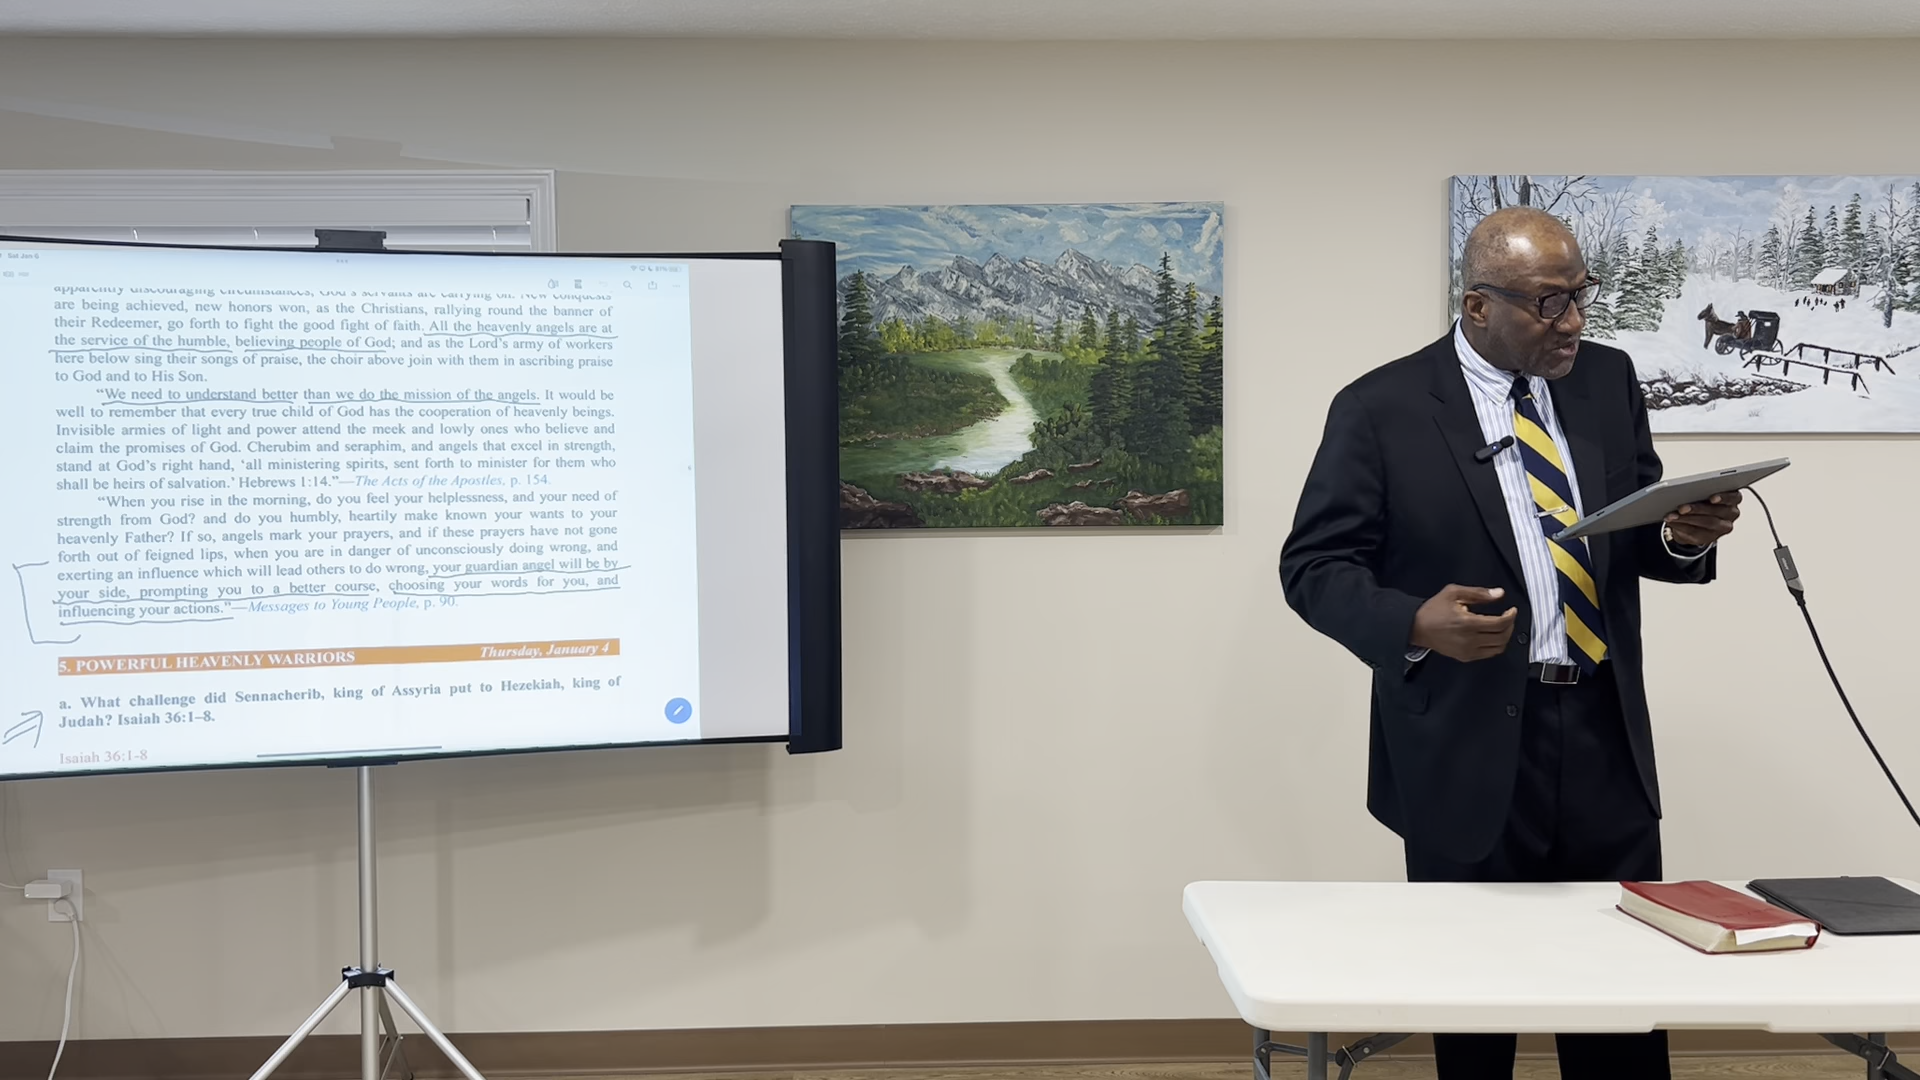 Sat Jan 6
81%
apparently discouraging circumstances, God's servants are carrying on. New conquests
are being achieved, new honors won, as the Christians, rallying round the banner of
their Redeemer, go forth to fight the good fight of faith. All the heavenly angels are at
the service of the humble, believing people of God; and as the Lord's army of workers
here below sing their songs of praise, the choir above join with them in ascribing praise
to God and to His Son.
“We need to understand better than we do the mission of the angels. It would be
well to remember that every true child of God has the cooperation of heavenly beings.
Invisible armies of light and power attend the meek and lowly ones who believe and
claim the promises of God. Cherubim and seraphim, and angels that excel in strength,
stand at God's right hand, ‘all ministering spirits, sent forth to minister for them who
shall be heirs of salvation.’ Hebrews 1:14.”—The Acts of the Apostles, p. 154.
“When you rise in the morning, do you feel your helplessness, and your need of
strength from God? and do you humbly, heartily make known your wants to your
heavenly Father? If so, angels mark your prayers, and if these prayers have not gone
forth out of feigned lips, when you are in danger of unconsciously doing wrong, and
exerting an influence which will lead others to do wrong, your guardian angel will be by
your side, prompting you to a better course, choosing your words for you, and
influencing your actions.”—Messages to Young People, p. 90.
5. POWERFUL HEAVENLY WARRIORS Thursday, January 4
a. What challenge did Sennacherib, king of Assyria put to Hezekiah, king of
Judah? Isaiah 36:1–8.
Isaiah 36:1-8